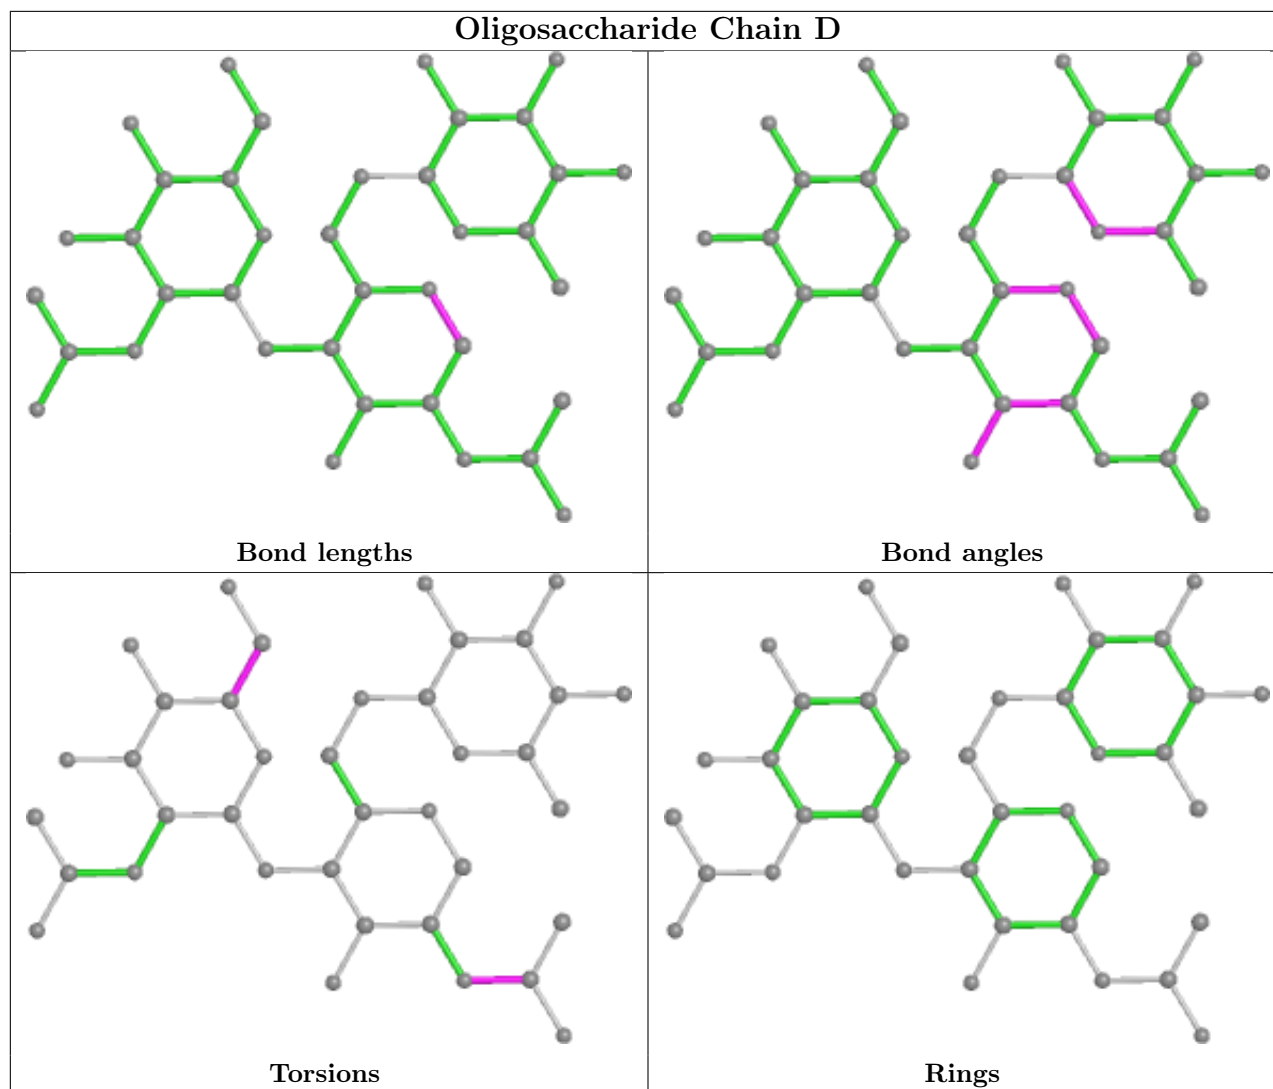 Oligosaccharide Chain D
Bond lengths
Bond angles
Torsions
Rings